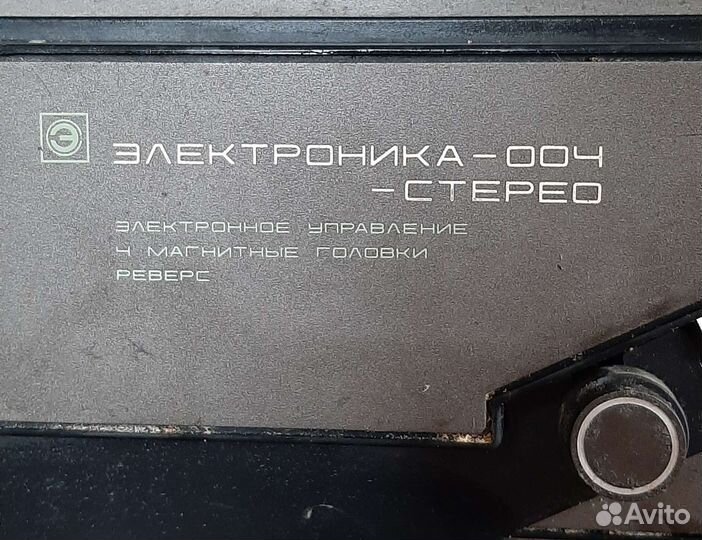 Э
ЭЛЕКТРОНИКА-004
-СТЕРЕО
ЭЛЕКТРОННОЕ УПРАВЛЕНИЕ
4 МАГНИТНЫЕ ГОЛОВКИ
РЕВЕРС
Avito